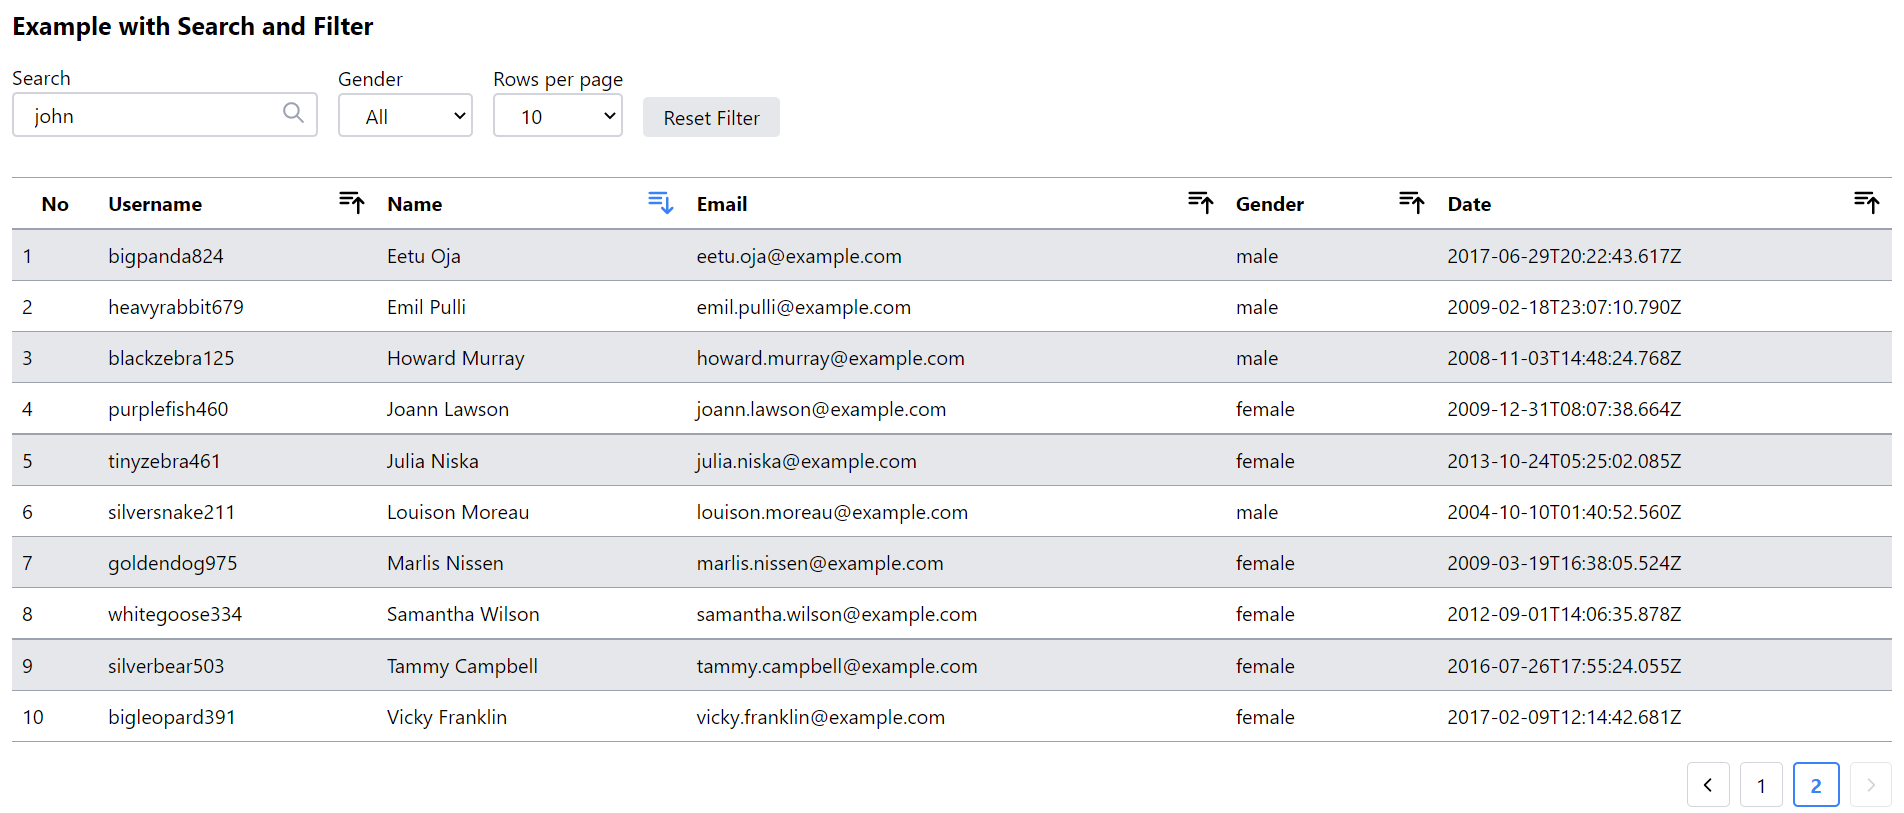 Example with Search and Filter
Search Gender Rows per page
john All 10 Reset Filter
No Username Name Email Gender Date
1 bigpanda824 Eetu Oja eetu.oja@example.com male 2017-06-29T20:22:43.617Z
2 heavyrabbit679 Emil Pulli emil.pulli@example.com male 2009-02-18T23:07:10.790Z
3 blackzebra125 Howard Murray howard.murray@example.com male 2008-11-03T14:48:24.768Z
4 purplefish460 Joann Lawson joann.lawson@example.com female 2009-12-31T08:07:38.664Z
5 tinyzebra461 Julia Niska julia.niska@example.com female 2013-10-24T05:25:02.085Z
6 silversnake211 Louison Moreau louison.moreau@example.com male 2004-10-10T01:40:52.560Z
7 goldendog975 Marlis Nissen marlis.nissen@example.com female 2009-03-19T16:38:05.524Z
8 whitegoose334 Samantha Wilson samantha.wilson@example.com female 2012-09-01T14:06:35.878Z
9 silverbear503 Tammy Campbell tammy.campbell@example.com female 2016-07-26T17:55:24.055Z
10 bigleopard391 Vicky Franklin vicky.franklin@example.com female 2017-02-09T12:14:42.681Z
1 2